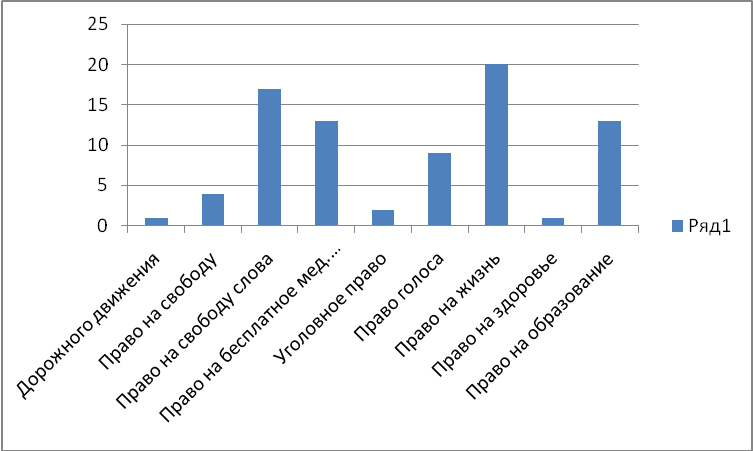 25
20
15
10
5
0
Дорожного движения
Право на свободу
Право на свободу слова
Право на бесплатное мед....
Уголовное право
Право голоса
Право на жизнь
Право на здоровье
Право на образование
Ряд1